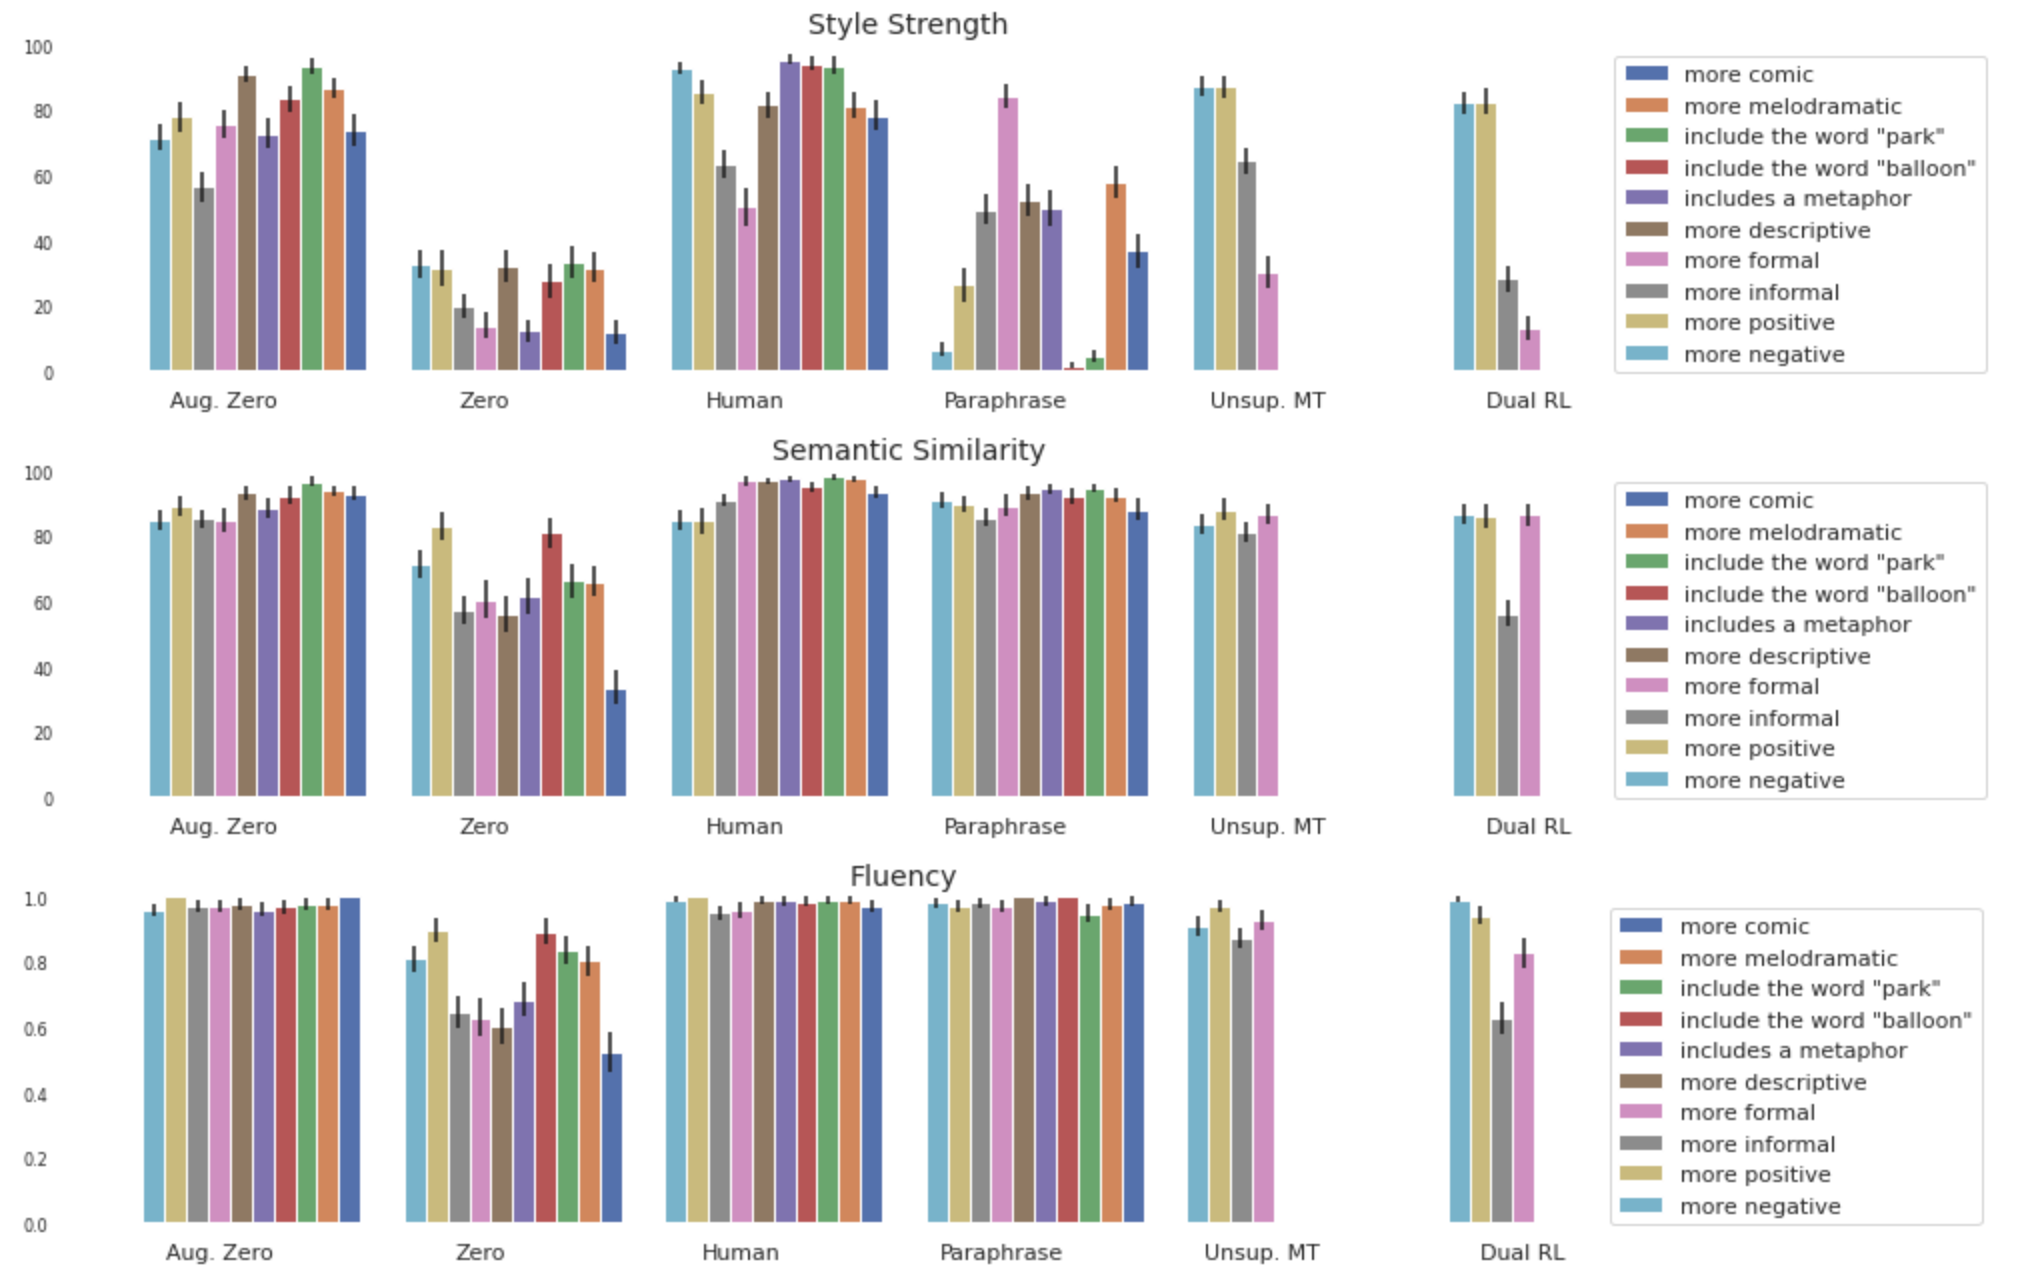 Style Strength
100
80
60
40
20
0
Aug. Zero
Zero
Human
Paraphrase
Unsup. MT
Dual RL
more comic
more melodramatic
include the word "park"
include the word "balloon"
includes a metaphor
more descriptive
more formal
more informal
more positive
more negative
Semantic Similarity
100
80
60
40
20
0
Aug. Zero
Zero
Human
Paraphrase
Unsup. MT
Dual RL
more comic
more melodramatic
include the word "park"
include the word "balloon"
includes a metaphor
more descriptive
more formal
more informal
more positive
more negative
Fluency
1.0
0.8
0.6
0.4
0.2
0.0
Aug. Zero
Zero
Human
Paraphrase
Unsup. MT
Dual RL
more comic
more melodramatic
include the word "park"
include the word "balloon"
includes a metaphor
more descriptive
more formal
more informal
more positive
more negative